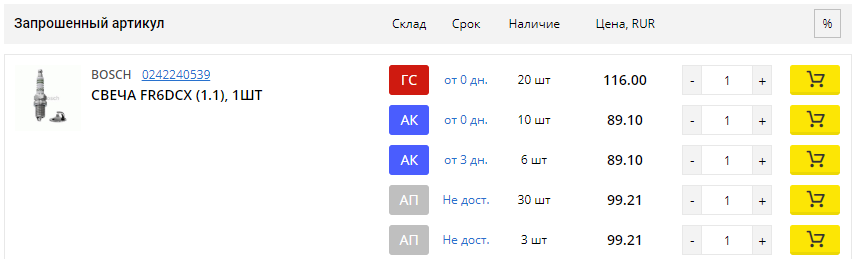 Запрошенный артикул Склад Срок Наличие Цена, RUR %
BOSCH 0242240539
СВЕЧА FR6DCX (1.1), 1ШТ
ГС от 0 дн. 20 шт 116.00 - 1 +
АК от 0 дн. 10 шт 89.10 - 1 +
АК от 3 дн. 6 шт 89.10 - 1 +
АП Не дост. 30 шт 99.21 - 1 +
АП Не дост. 3 шт 99.21 - 1 +